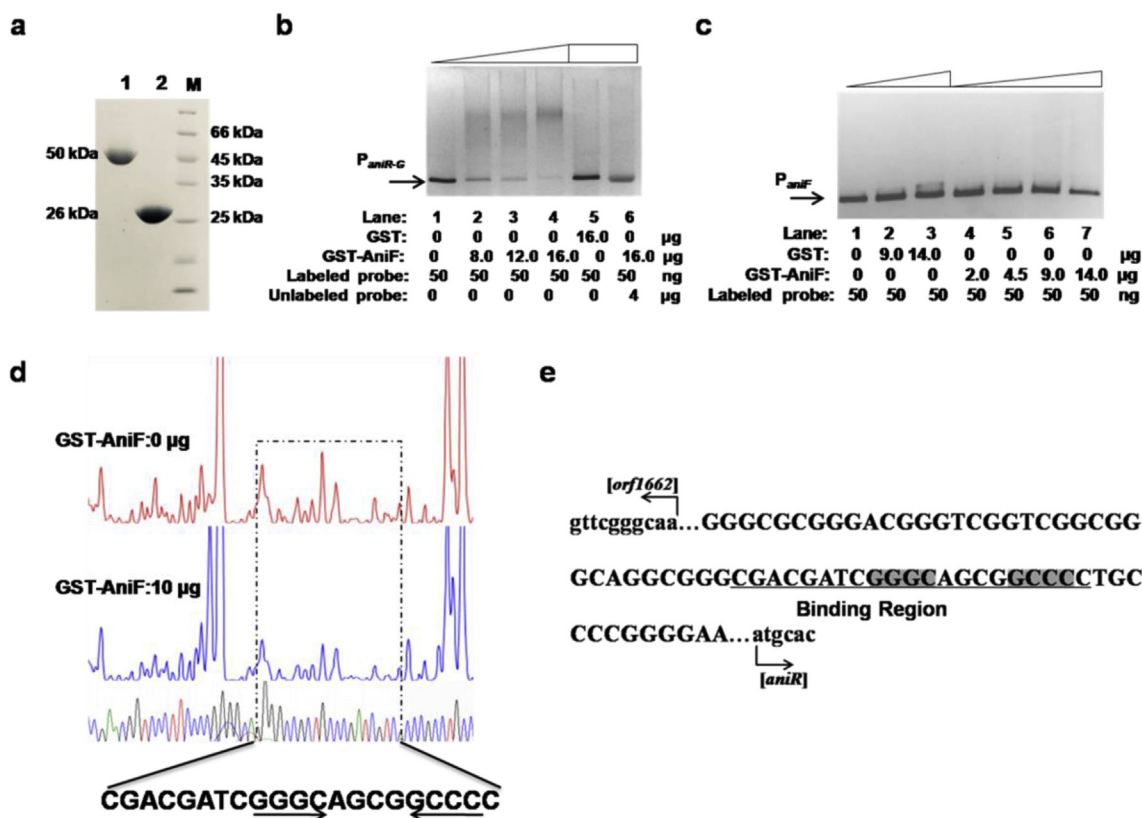 a
1 2 M
66 kDa
50 kDa 45 kDa
35 kDa
26 kDa 25 kDa
b
PaniR-G
Lane: 1 2 3 4 5 6
GST: 0 0 0 0 16.0 0 µg
GST-AniF: 0 8.0 12.0 16.0 0 16.0 µg
Labeled probe: 50 50 50 50 50 50 ng
Unlabeled probe: 0 0 0 0 0 4 µg
c
PaniF
Lane: 1 2 3 4 5 6 7
GST: 0 9.0 14.0 0 0 0 0 µg
GST-AniF: 0 0 0 2.0 4.5 9.0 14.0 µg
Labeled probe: 50 50 50 50 50 50 50 ng
d
GST-AniF:0 µg
GST-AniF:10 µg
CGACGATCGGGCAGCGGCCCC
e
[orf1662]
gttcgggcaa...GGGCGCGGGACGGGTCGGTCGGCGG
GCAGGCGGGCGACGATCGGGCAGCGGCCCCTGC
Binding Region
CCCGGGGAA...atgcac
[aniR]